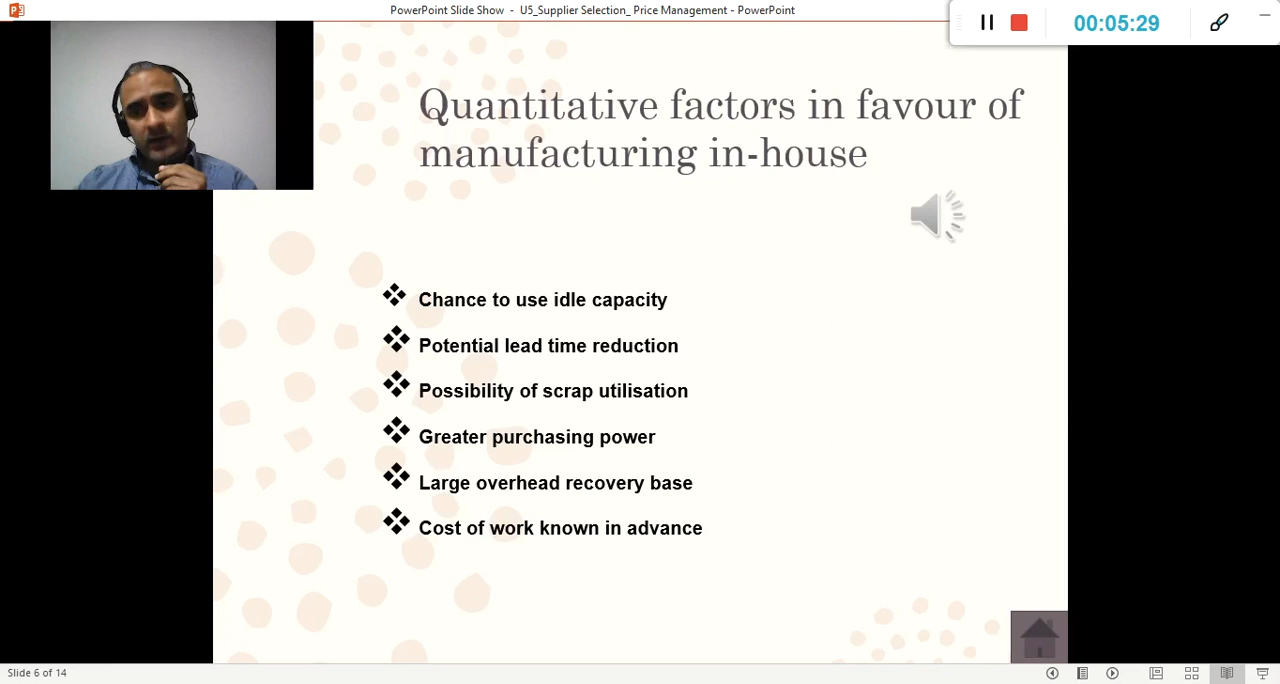 PowerPoint Slide Show - U5_Supplier Selection_ Price Management - PowerPoint
00:05:29
Quantitative factors in favour of
manufacturing in-house
Chance to use idle capacity
Potential lead time reduction
Possibility of scrap utilisation
Greater purchasing power
Large overhead recovery base
Cost of work known in advance
Slide 6 of 14